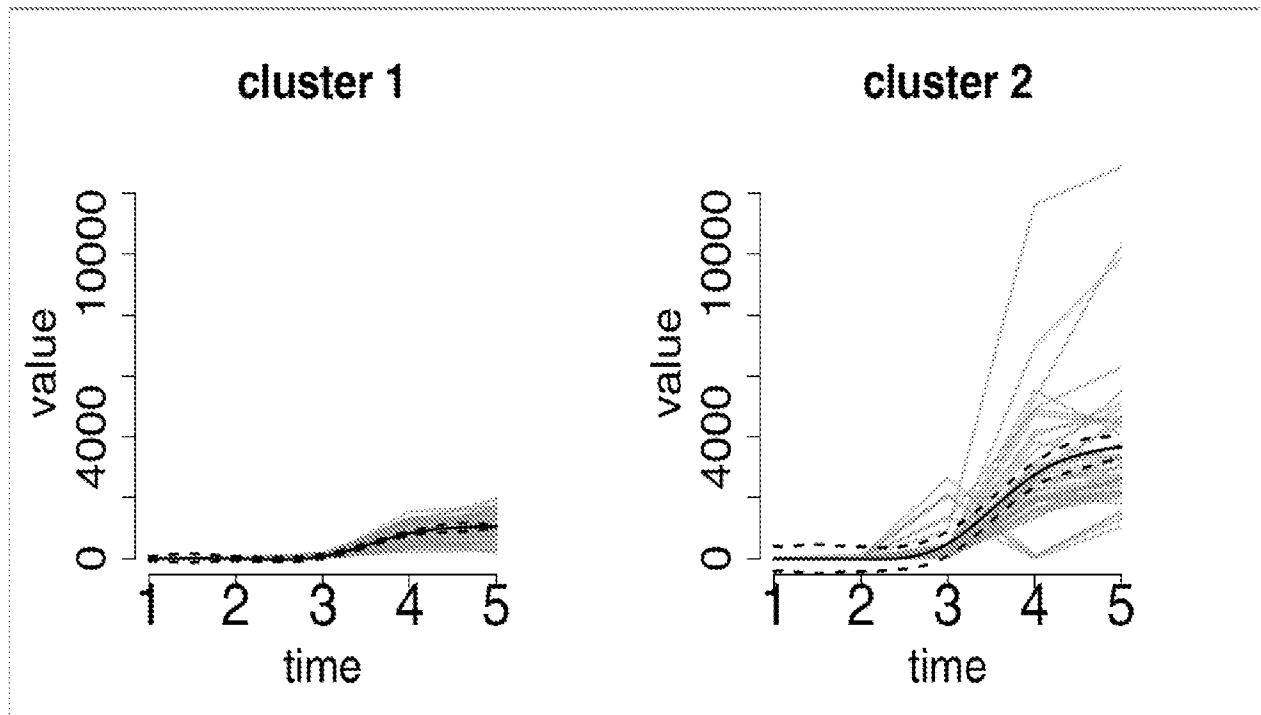 cluster 1
value
0 4000 10000
1 2 3 4 5
time
cluster 2
value
0 4000 10000
1 2 3 4 5
time